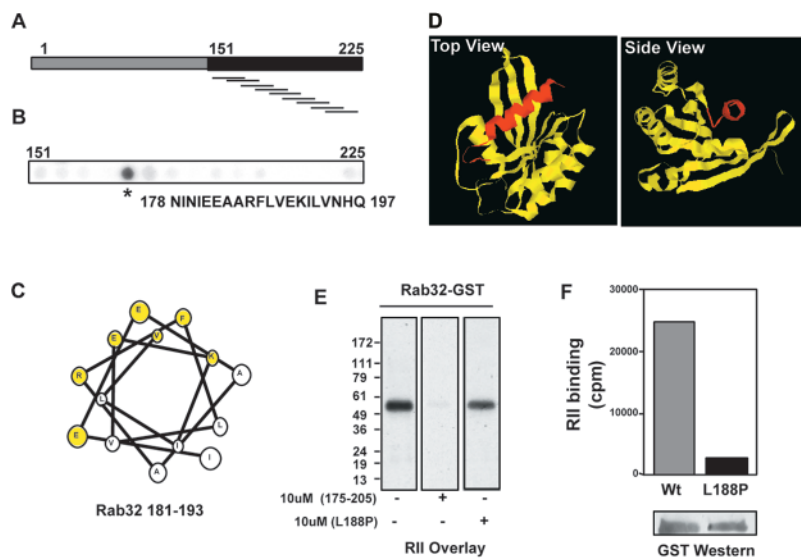 A
1 151 225
B
151 225
*
178 NINIEEAARFLVEKILVNHQ 197
C
E
F
E
V
K
R
A
L
E
V
I
L
I
A
Rab32 181-193
D
Top View
Side View
E
Rab32-GST
172
111
79
61
49
36
24
19
13
10uM (175-205) - + -
10uM (L188P) - - +
RII Overlay
F
RII binding
(cpm)
30000
20000
10000
0
Wt L188P
GST Western